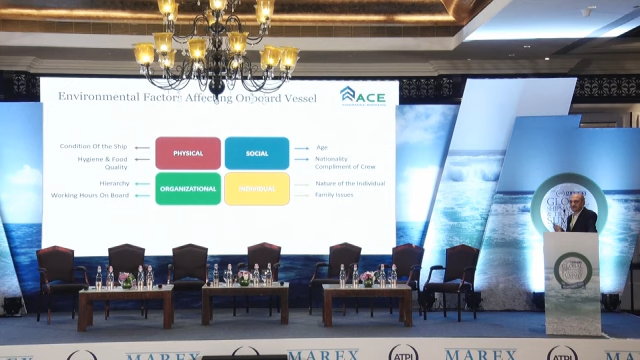 Environmental Factors Affecting Onboard Vessel
ACE
Condition Of the Ship
Hygiene & Food
Quality
PHYSICAL
SOCIAL
Age
Nationality
Compliment of Crew
Hierarchy
Working Hours On Board
ORGANIZATIONAL
INDIVIDUAL
Nature of the Individual
Family Issues
GLOBAL
MAREX
MAREX
ATPI
MAREX